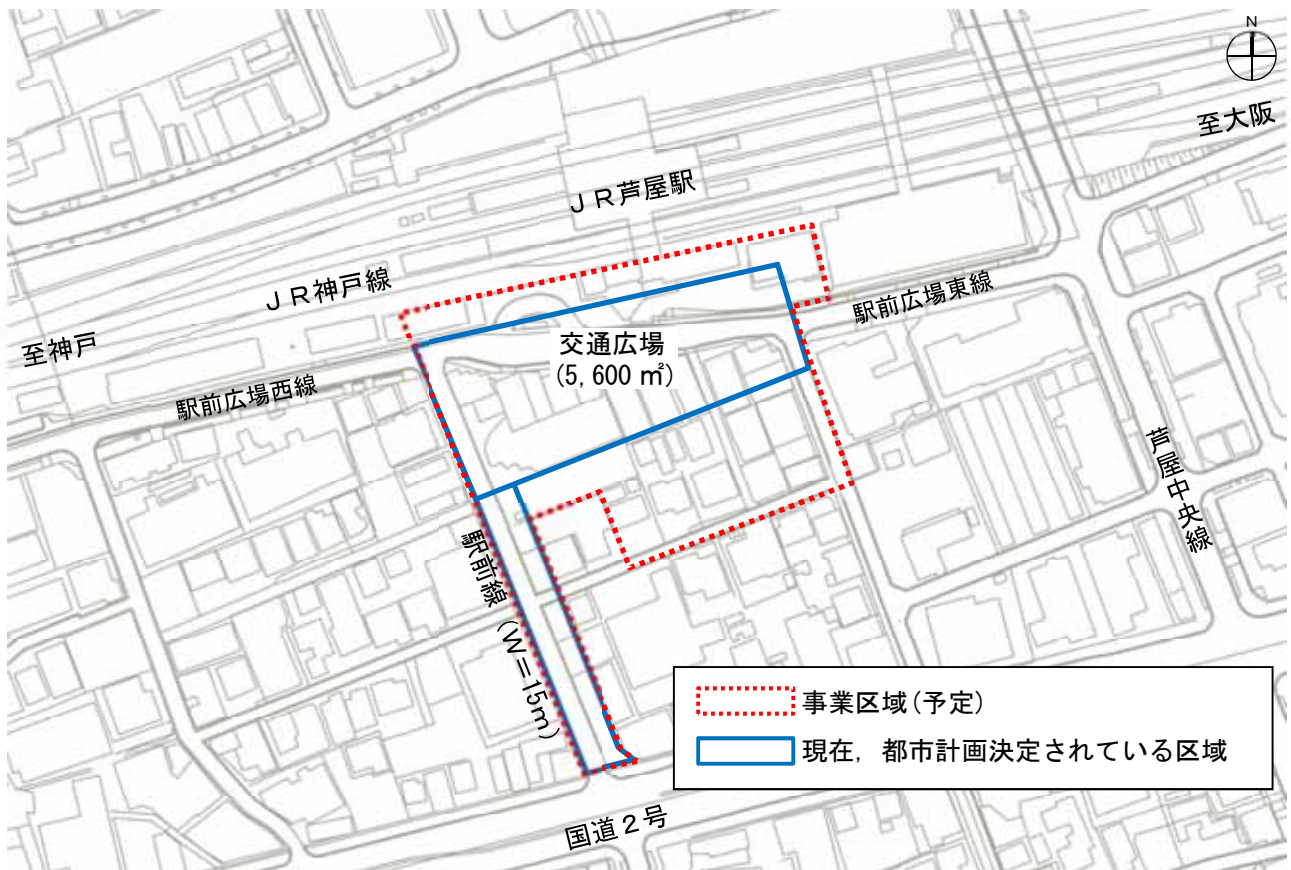 N
至大阪
ＪＲ芦屋駅
ＪＲ神戸線
至神戸
駅前広場東線
交通広場
(5,600 ㎡)
駅前広場西線
芦屋中央線
駅前線（W＝15m）
事業区域(予定)
現在，都市計画決定されている区域
国道２号